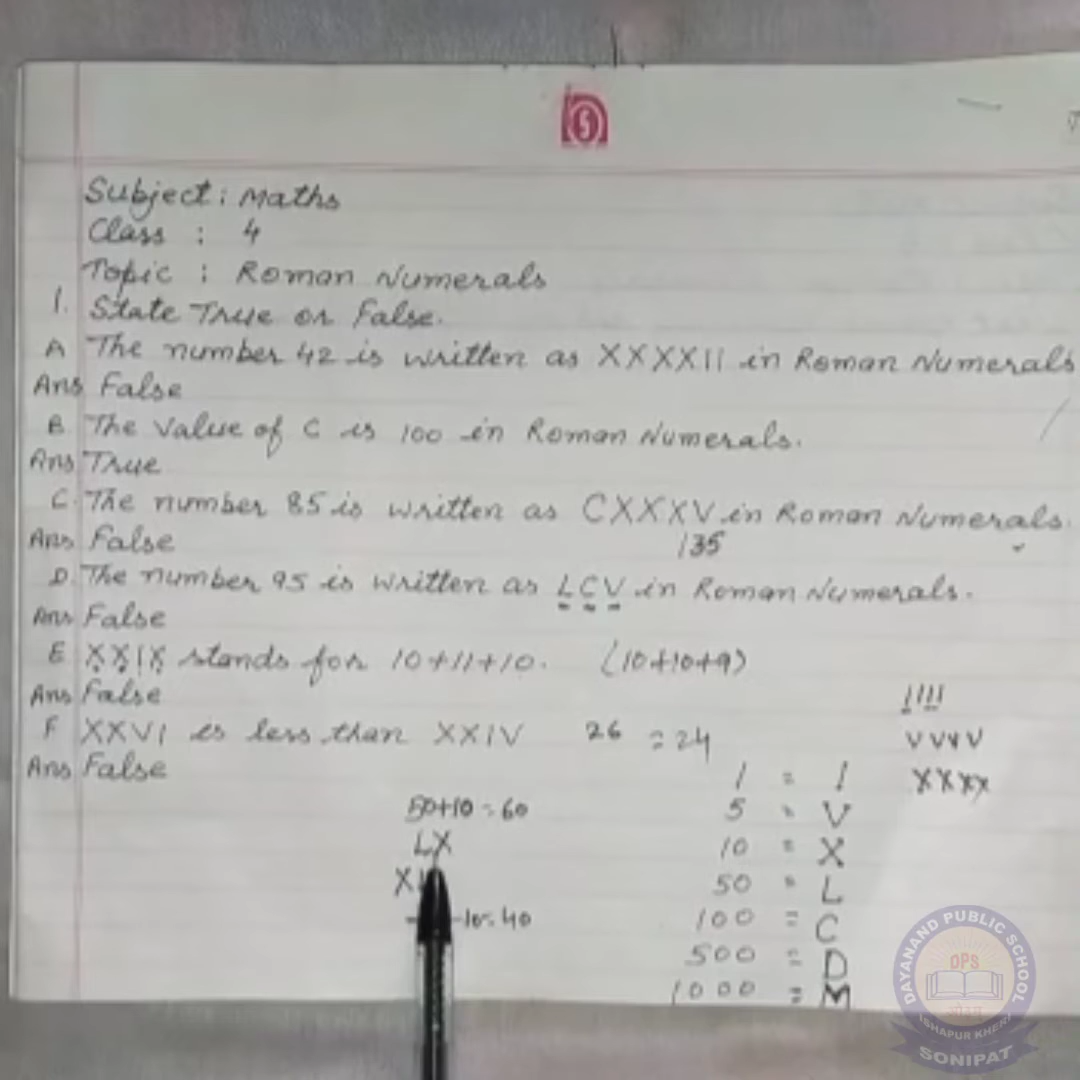 Subject: Maths
Class : 4
Topic : Roman Numerals
1. State True or False.
A The number 42 is written as XXXXII in Roman Numerals
Ans False
B. The Value of C is 100 in Roman Numerals.
Ans True
C. The number 85 is written as CXXXV in Roman Numerals.
135
Ans False
D. The number 95 is written as LCV in Roman Numerals.
Ans False
E XXIX stands for 10+11+10. (10+10+9)
Ans False
F XXVI is less than XXIV 26 = 24
Ans False
IIII
VVVV
XXXX
50+10=60
LX
10=40
1 = I
5 = V
10 = X
50 = L
100 = C
500 = D
1000 = M
DAYANAND PUBLIC SCHOOL
DPS
ओ३म्
ISHAPUR KHERI
SONIPAT